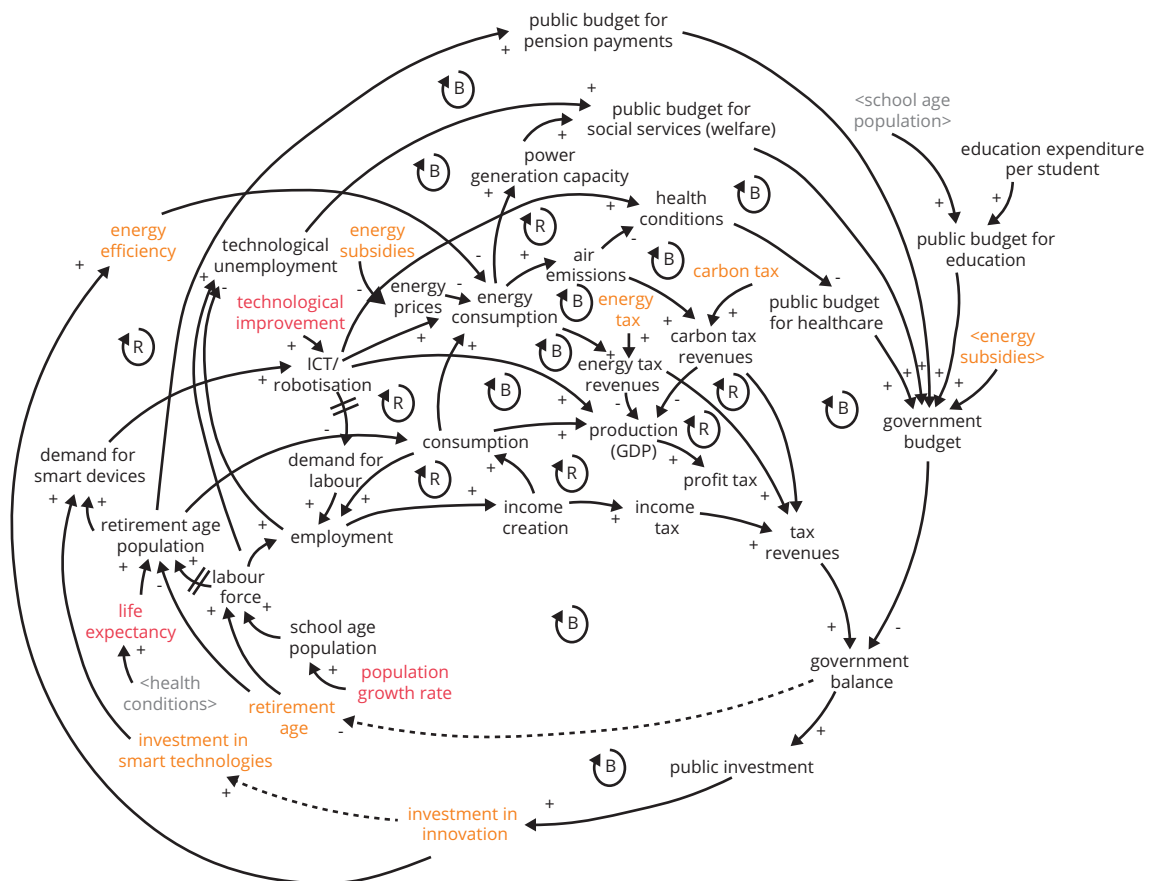 public budget for
pension payments
+
B
+
public budget for
social services (welfare)
<school age
population>
education expenditure
per student
+
power
generation capacity
B
+
B
health
conditions
+
+
+
energy
efficiency
technological
unemployment
energy
subsidies
R
-
public budget for
education
+
-
+
air
emissions
B
carbon tax
-
+
-
technological
improvement
-
energy
prices
-
energy
consumption
B
energy
tax
public budget
for healthcare
+
+
carbon tax
revenues
<energy
subsidies>
R
+
+
+
B
+
energy tax
revenues
ICT/
robotisation
+
+
+
+
+
+
B
R
R
-
-
B
+
government
budget
-
consumption
+
production
(GDP)
R
demand for
smart devices
demand for
labour
+
R
R
+
profit tax
+
+
+
+
+
+
retirement age
population
+
employment
income
creation
+
income
tax
+
tax
revenues
+
+
-
labour
force
life
expectancy
+
+
school age
population
B
+
-
+
+
population
growth rate
government
balance
<health
conditions>
retirement
age
-
+
investment in
smart technologies
B
public investment
+
+
investment in
innovation